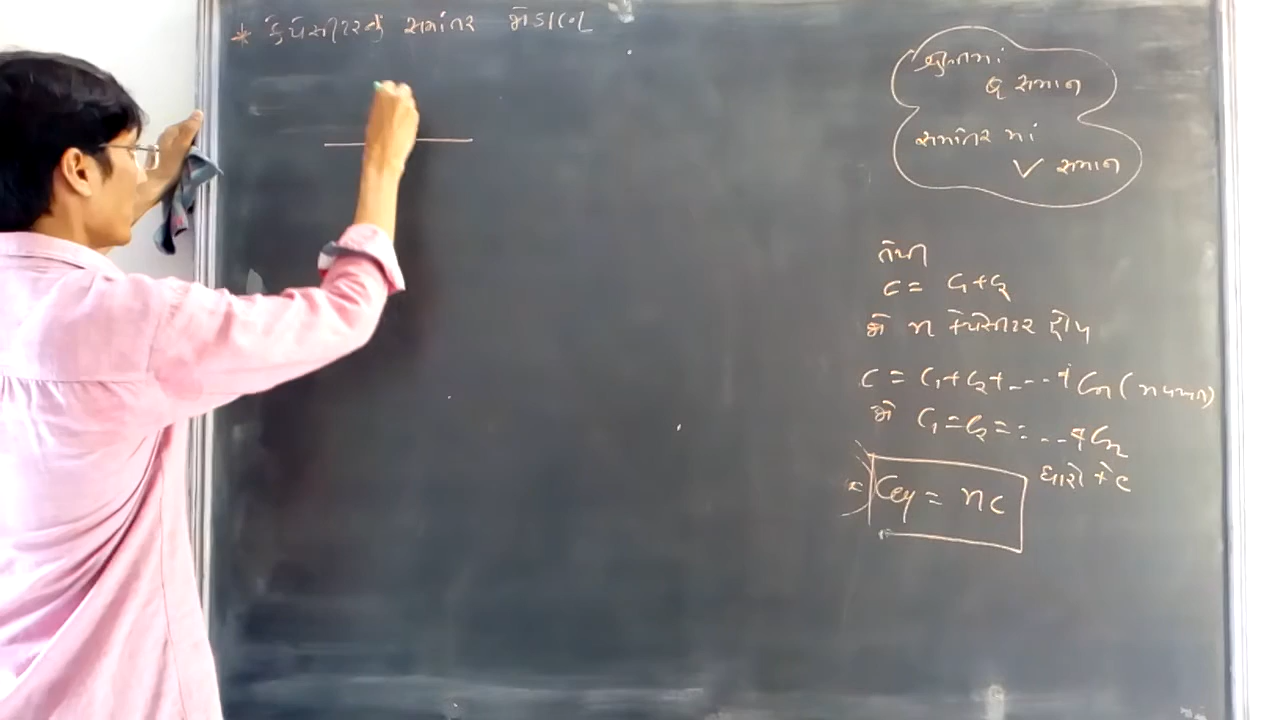 * કેપેસીટરનું સમાંતર જોડાણ
શ્રેણીમાં
Q સમાન
સમાંતર માં
V સમાન
તેથી
C = C₁+C₂
જો n કેપેસીટર હોય
C = C₁+C₂+....+Cn (n પદ)
જો C₁=C₂=:...=Cn
ધારો કે C
Ceq = nC